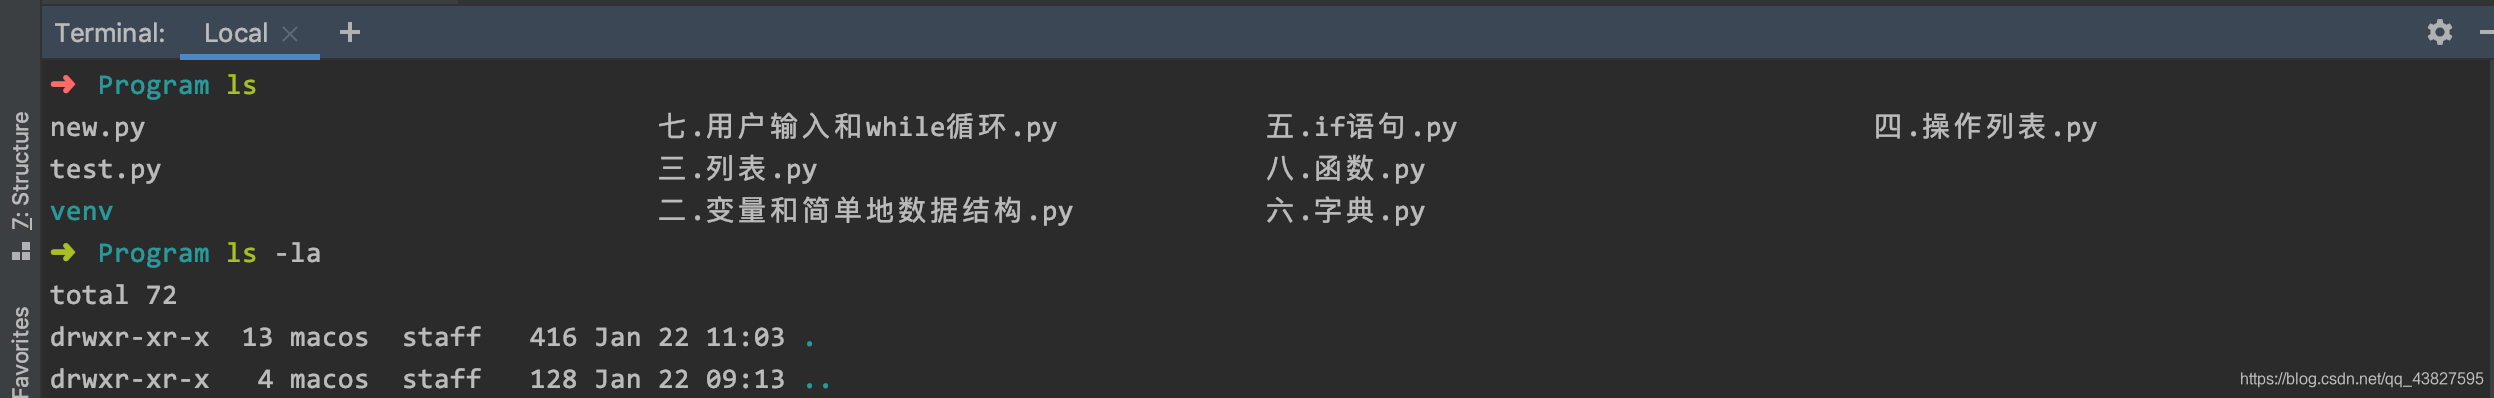 Terminal: Local × +
➜ Program ls
new.py 七.用户输入和while循环.py 五.if语句.py 四.操作列表.py
test.py 三.列表.py 八.函数.py
venv 二.变量和简单地数据结构.py 六.字典.py
➜ Program ls -la
total 72
drwxr-xr-x 13 macos staff 416 Jan 22 11:03 .
drwxr-xr-x 4 macos staff 128 Jan 22 09:13 ..
7: Structure
Favorites
https://blog.csdn.net/qq_43827595